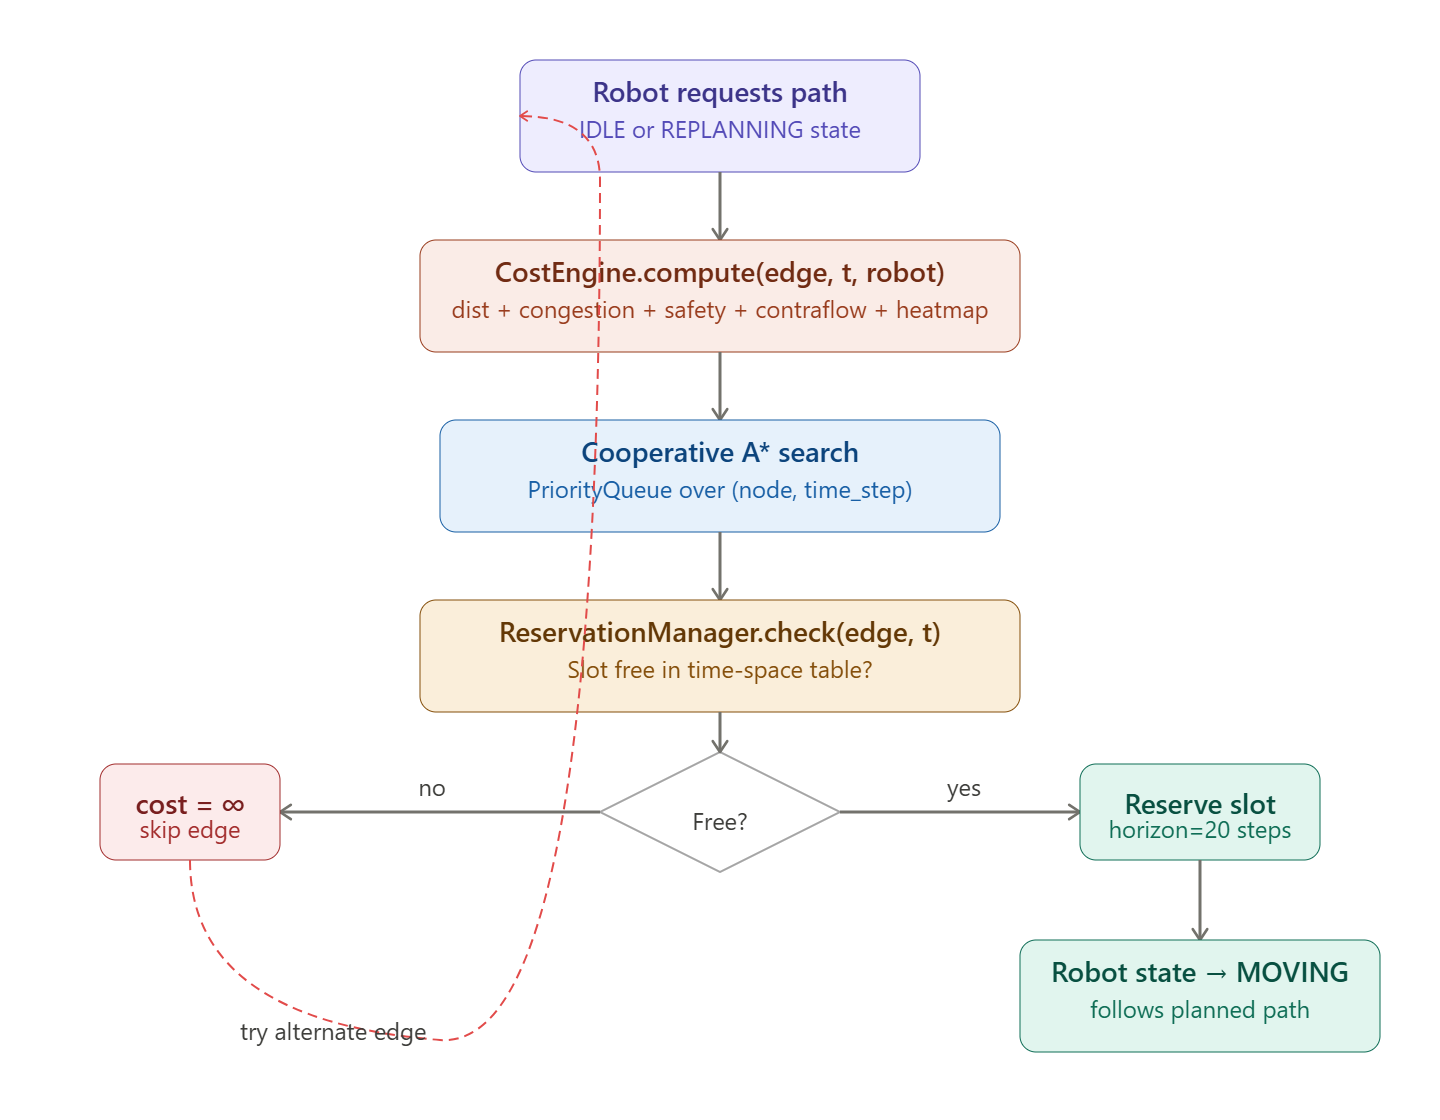 Robot requests path
IDLE or REPLANNING state
CostEngine.compute(edge, t, robot)
dist + congestion + safety + contraflow + heatmap
Cooperative A* search
PriorityQueue over (node, time_step)
ReservationManager.check(edge, t)
Slot free in time-space table?
no
yes
cost = ∞
skip edge
Free?
Reserve slot
horizon=20 steps
Robot state → MOVING
follows planned path
try alternate edge